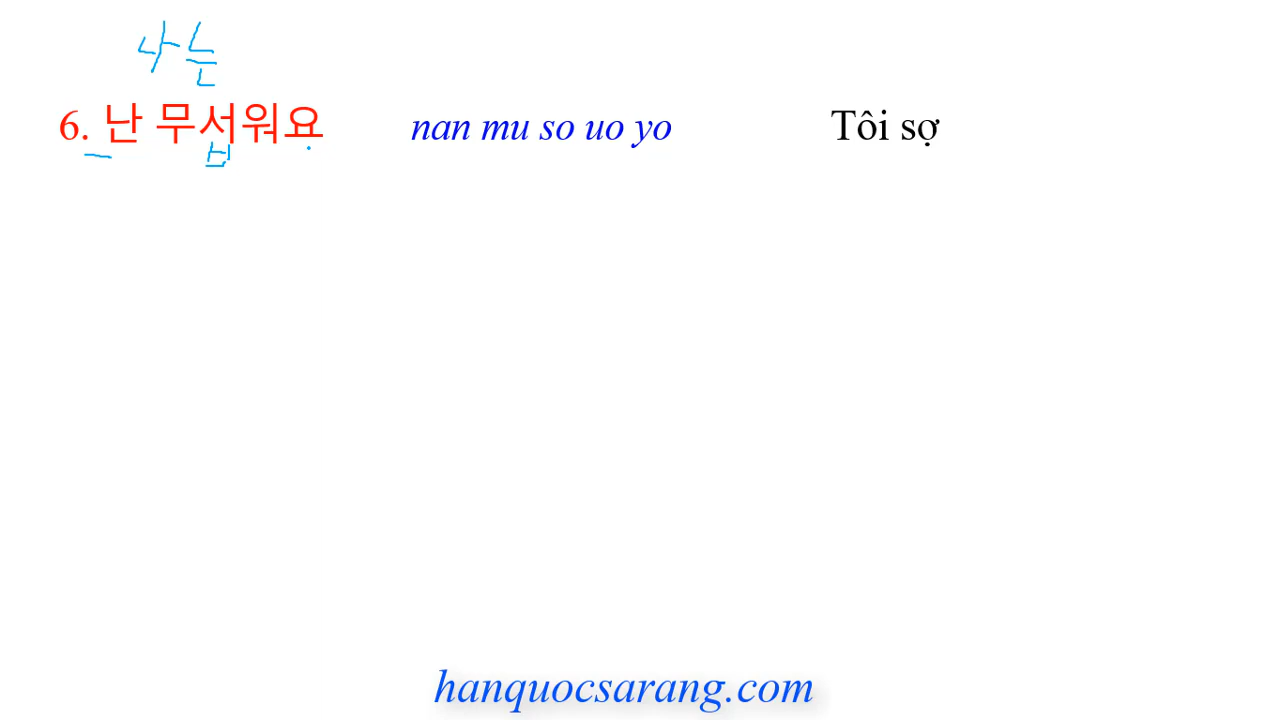 나는
6. 난 무서워요 nan mu so uo yo Tôi sợ
ㅂ
hanquocsarang.com